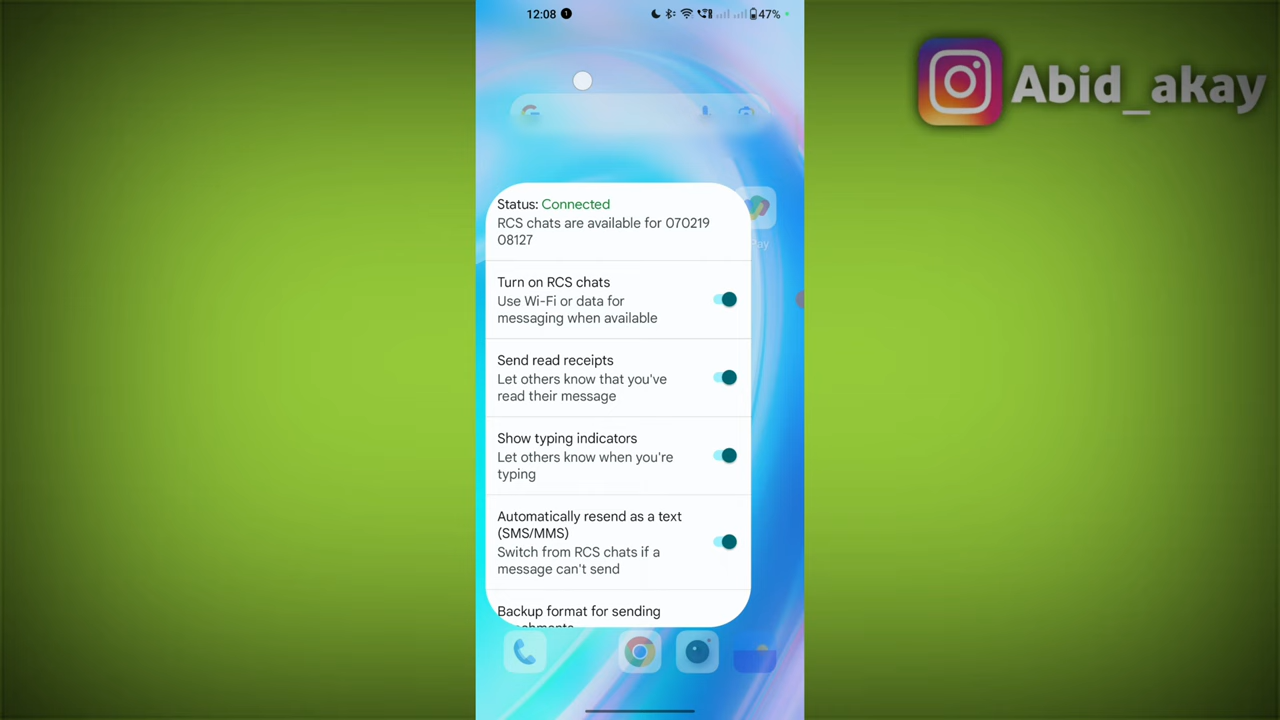 12:08
1
47%
Abid_akay
Pay
Status: Connected
RCS chats are available for 070219
08127
Turn on RCS chats
Use Wi-Fi or data for
messaging when available
Send read receipts
Let others know that you've
read their message
Show typing indicators
Let others know when you're
typing
Automatically resend as a text
(SMS/MMS)
Switch from RCS chats if a
message can't send
Backup format for sending